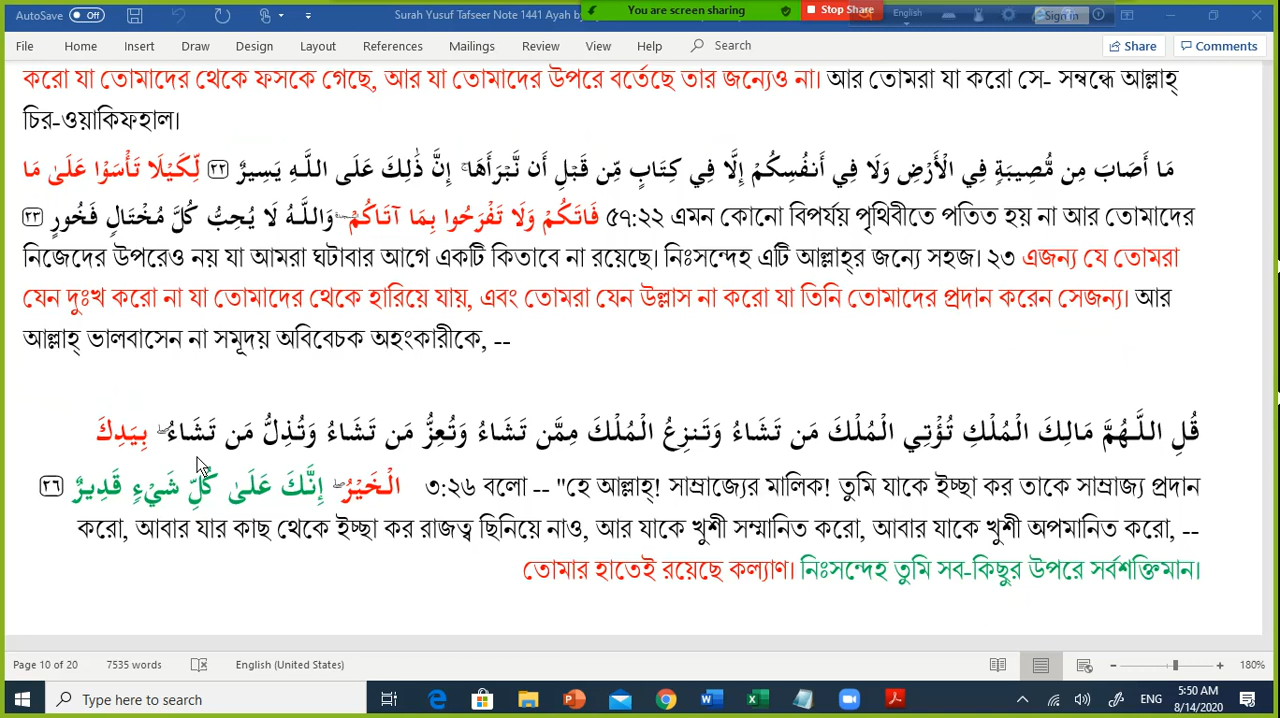 AutoSave Off Surah Yusuf Tafseer Note 1441 Ayah by You are screen sharing Stop Share English Sign in
File Home Insert Draw Design Layout References Mailings Review View Help Search Share Comments
করো যা তোমাদের থেকে ফসকে গেছে, আর যা তোমাদের উপরে বর্তেছে তার জন্যেও না। আর তোমরা যা করো সে- সম্বন্ধে আল্লাহ্
চির-ওয়াকিফহাল।
مَا أَصَابَ مِن مُّصِيبَةٍ فِي الْأَرْضِ وَلَا فِي أَنفُسِكُمْ إِلَّا فِي كِتَابٍ مِّن قَبْلِ أَن نَّبْرَأَهَا ۚ إِنَّ ذَٰلِكَ عَلَى اللَّـهِ يَسِيرٌ ﴿٢٢﴾ لِّكَيْلَا تَأْسَوْا عَلَىٰ مَا
فَاتَكُمْ وَلَا تَفْرَحُوا بِمَا آتَاكُمْ ۗ وَاللَّـهُ لَا يُحِبُّ كُلَّ مُخْتَالٍ فَخُورٍ ﴿٢٣﴾ ৫৭:২২ এমন কোনো বিপর্যয় পৃথিবীতে পতিত হয় না আর তোমাদের
নিজেদের উপরেও নয় যা আমরা ঘটাবার আগে একটি কিতাবে না রয়েছে। নিঃসন্দেহ এটি আল্লাহ্‌র জন্যে সহজ। ২৩ এজন্য যে তোমরা
যেন দুঃখ করো না যা তোমাদের থেকে হারিয়ে যায়, এবং তোমরা যেন উল্লাস না করো যা তিনি তোমাদের প্রদান করেন সেজন্য। আর
আল্লাহ্ ভালবাসেন না সমূদয় অবিবেচক অহংকারীকে, --
قُلِ اللَّـهُمَّ مَالِكَ الْمُلْكِ تُؤْتِي الْمُلْكَ مَن تَشَاءُ وَتَنزِعُ الْمُلْكَ مِمَّن تَشَاءُ وَتُعِزُّ مَن تَشَاءُ وَتُذِلُّ مَن تَشَاءُ ۖ بِيَدِكَ
الْخَيْرُ ۖ إِنَّكَ عَلَىٰ كُلِّ شَيْءٍ قَدِيرٌ ﴿٢٦﴾ ৩:২৬ বলো -- "হে আল্লাহ্! সাম্রাজ্যের মালিক! তুমি যাকে ইচ্ছা কর তাকে সাম্রাজ্য প্রদান
করো, আবার যার কাছ থেকে ইচ্ছা কর রাজত্ব ছিনিয়ে নাও, আর যাকে খুশী সম্মানিত করো, আবার যাকে খুশী অপমানিত করো, --
তোমার হাতেই রয়েছে কল্যাণ। নিঃসন্দেহ তুমি সব-কিছুর উপরে সর্বশক্তিমান।
Page 10 of 20 7535 words English (United States) 180%
Type here to search ENG 5:50 AM
8/14/2020